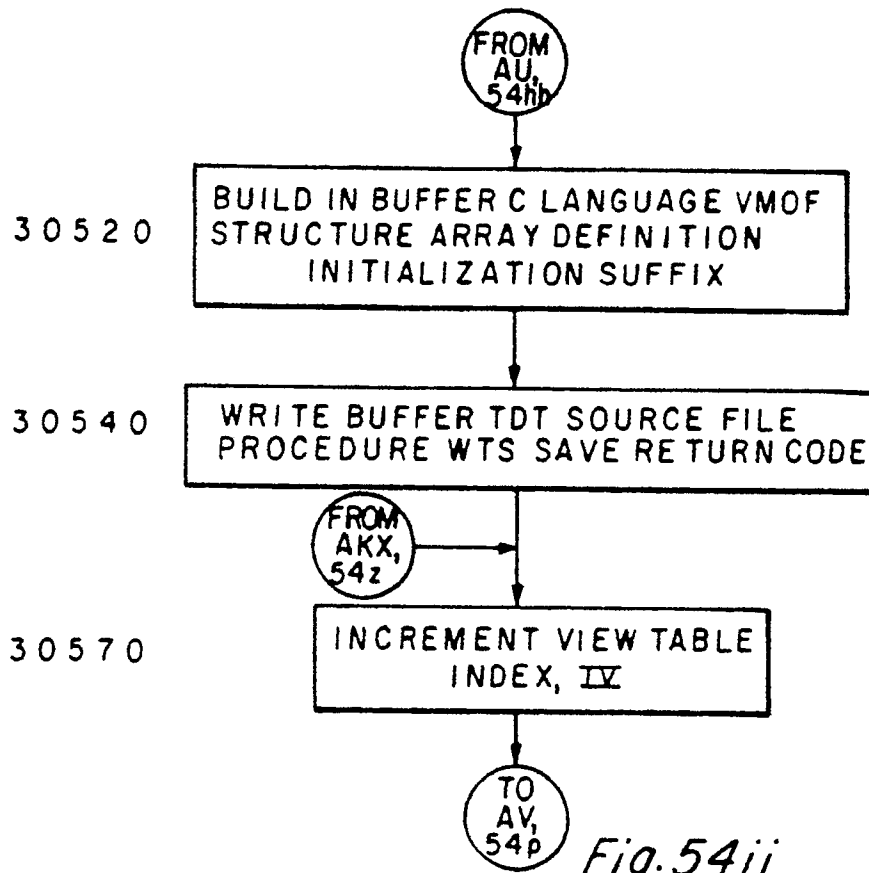 FROM
AU,
54hh
30520
BUILD IN BUFFER C LANGUAGE VMOF
STRUCTURE ARRAY DEFINITION
INITIALIZATION SUFFIX
30540
WRITE BUFFER TDT SOURCE FILE
PROCEDURE WTS SAVE RETURN CODE
FROM
AKX,
54z
30570
INCREMENT VIEW TABLE
INDEX, IV
TO
AV,
54p
Fig. 54ii